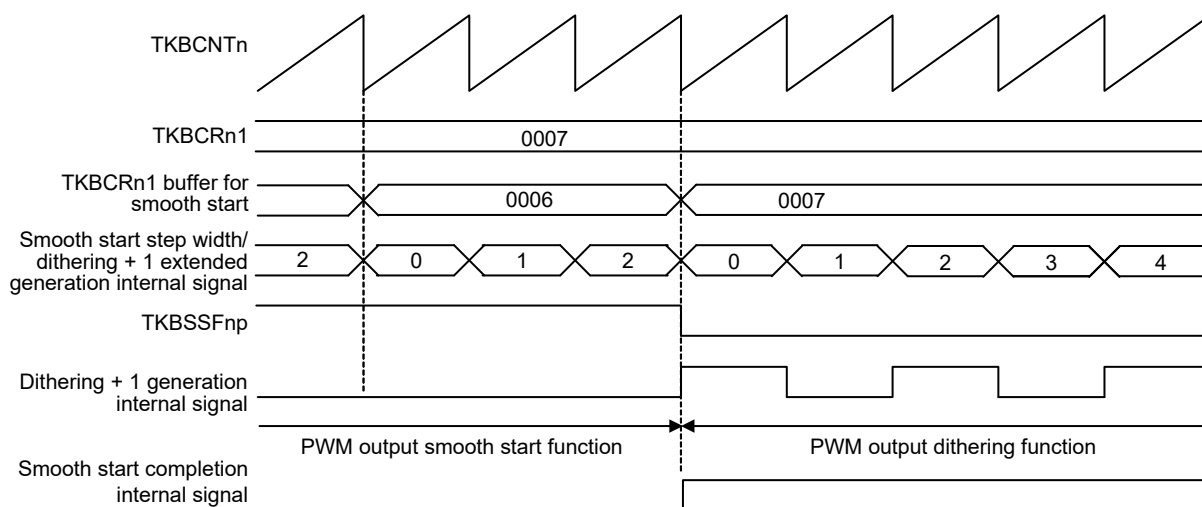 TKBCNTn
TKBCRn1
0007
TKBCRn1 buffer for
smooth start
0006
0007
Smooth start step width/
dithering + 1 extended
generation internal signal
2 0 1 2 0 1 2 3 4
TKBSSFnp
Dithering + 1 generation
internal signal
PWM output smooth start function
PWM output dithering function
Smooth start completion
internal signal